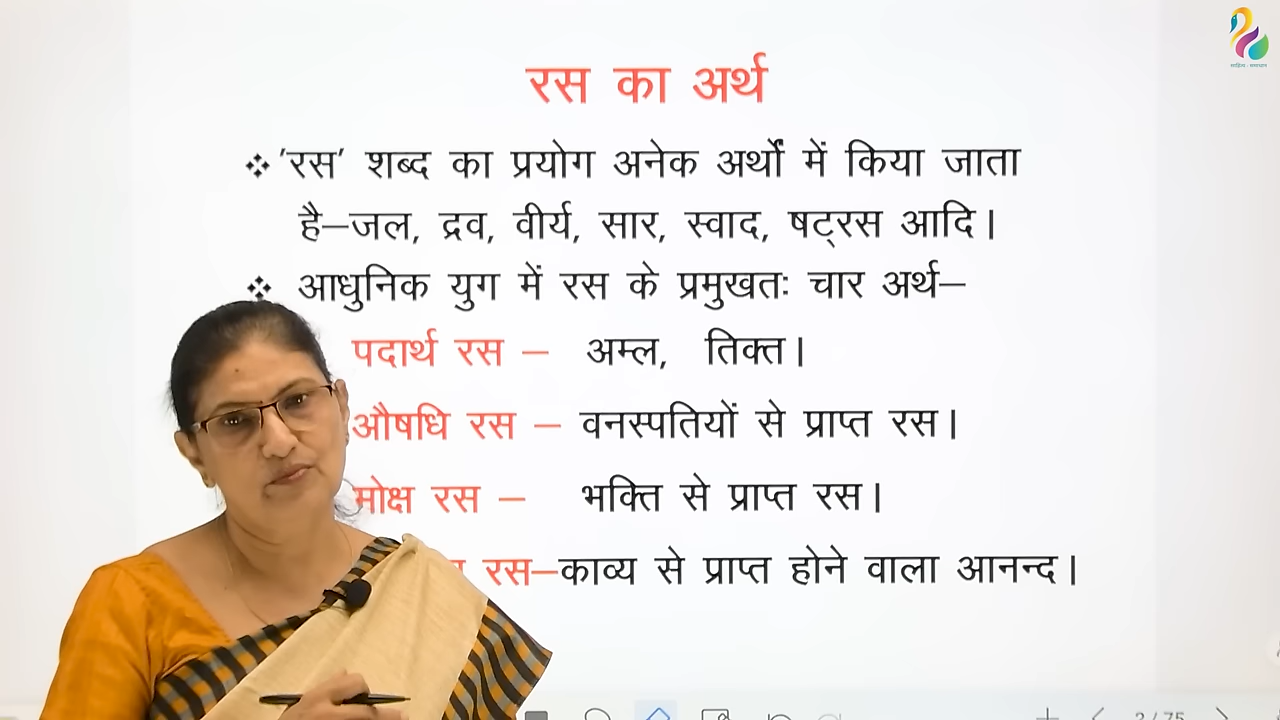 रस का अर्थ
❖ 'रस' शब्द का प्रयोग अनेक अर्थों में किया जाता
है–जल, द्रव, वीर्य, सार, स्वाद, षट्रस आदि।
❖ आधुनिक युग में रस के प्रमुखतः चार अर्थ–
पदार्थ रस – अम्ल, तिक्त।
औषधि रस – वनस्पतियों से प्राप्त रस।
मोक्ष रस – भक्ति से प्राप्त रस।
रस–काव्य से प्राप्त होने वाला आनन्द।